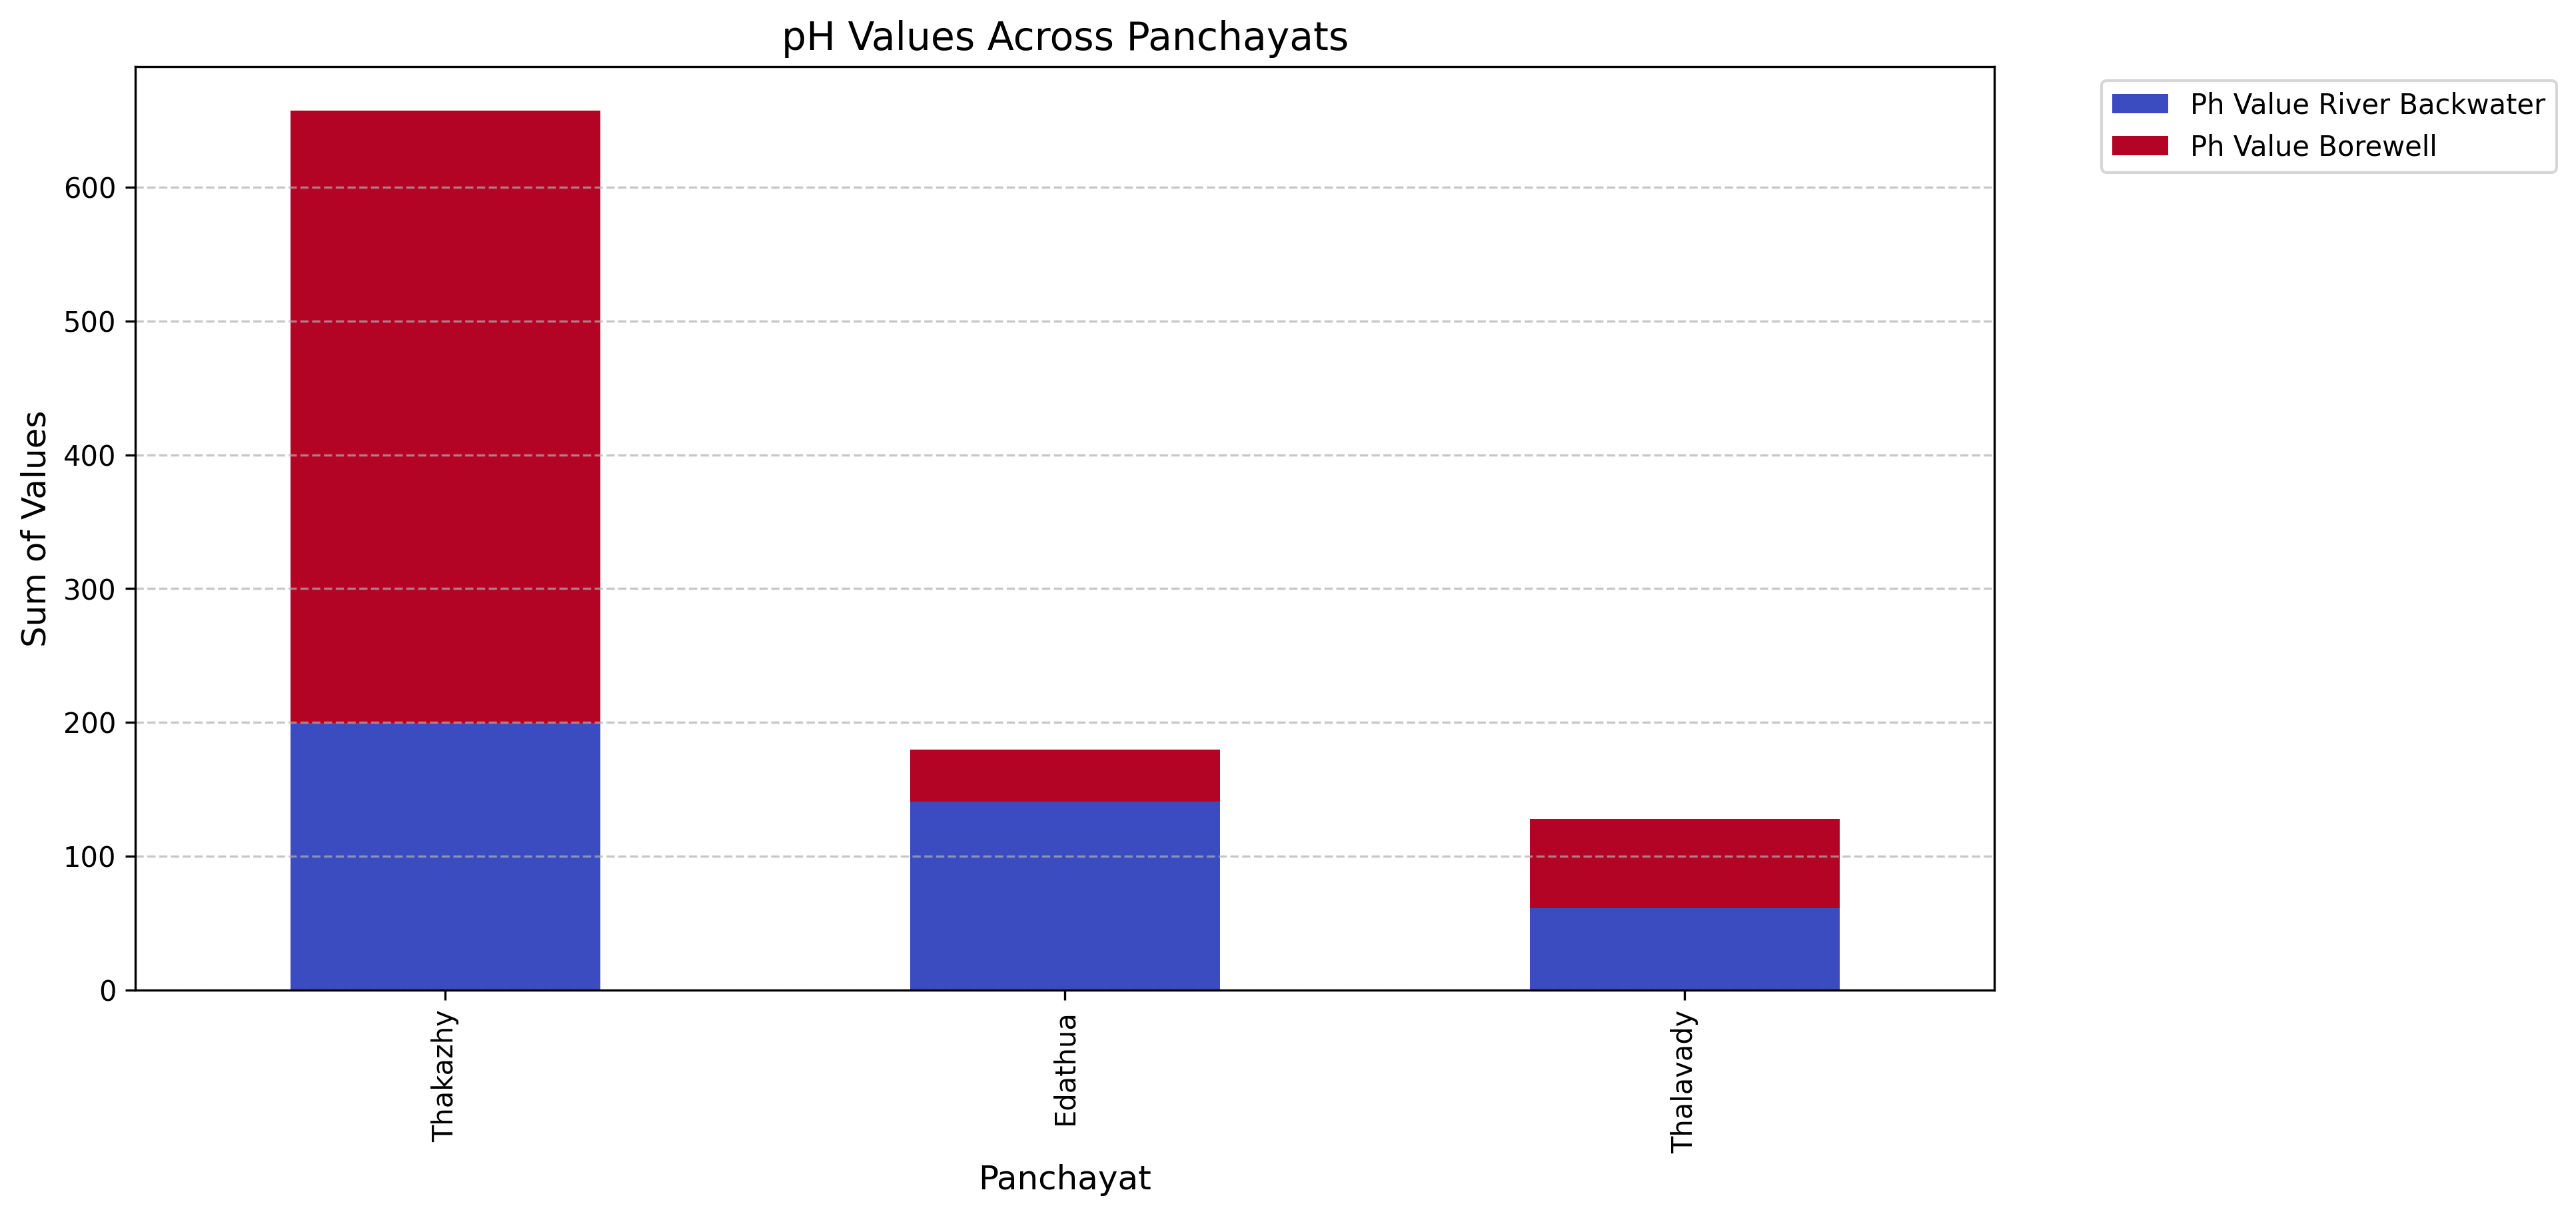 pH Values Across Panchayats
Ph Value River Backwater
Ph Value Borewell
Sum of Values
600
500
400
300
200
100
0
Thakazhy
Edathua
Thalavady
Panchayat